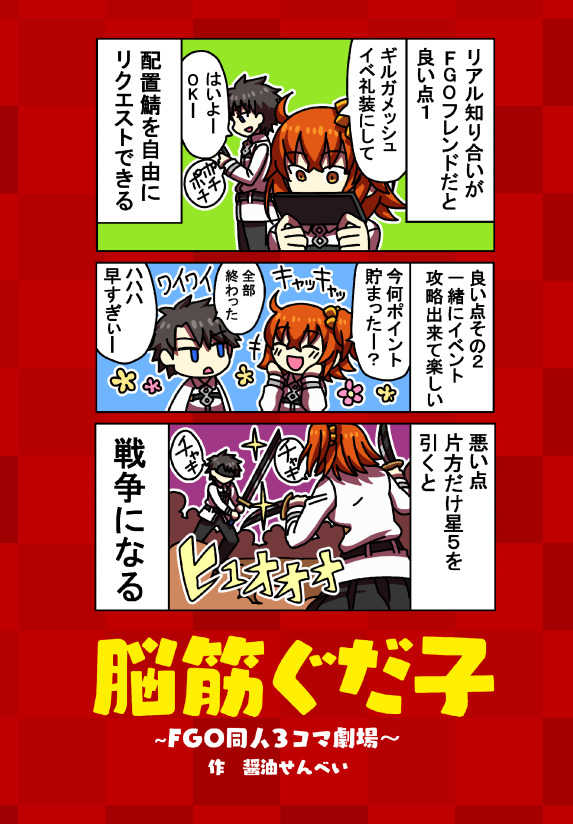 リアル知り合いが
FGOフレンドだと
良い点1
ギルガメッシュ
イベ礼装にして
はいよー
OKー
ポチポチ
配置鯖を自由に
リクエストできる
良い点その2
一緒にイベント
攻略出来て楽しい
今何ポイント
貯まったー?
キャッキャッ
全部
終わった
ワイワイ
ハハハ
早すぎぃー
悪い点
片方だけ星5を
引くと
チャキ
チャキ
ヒュオオオ
戦争になる
脳筋ぐだ子
~FGO同人3コマ劇場~
作 醤油せんべい